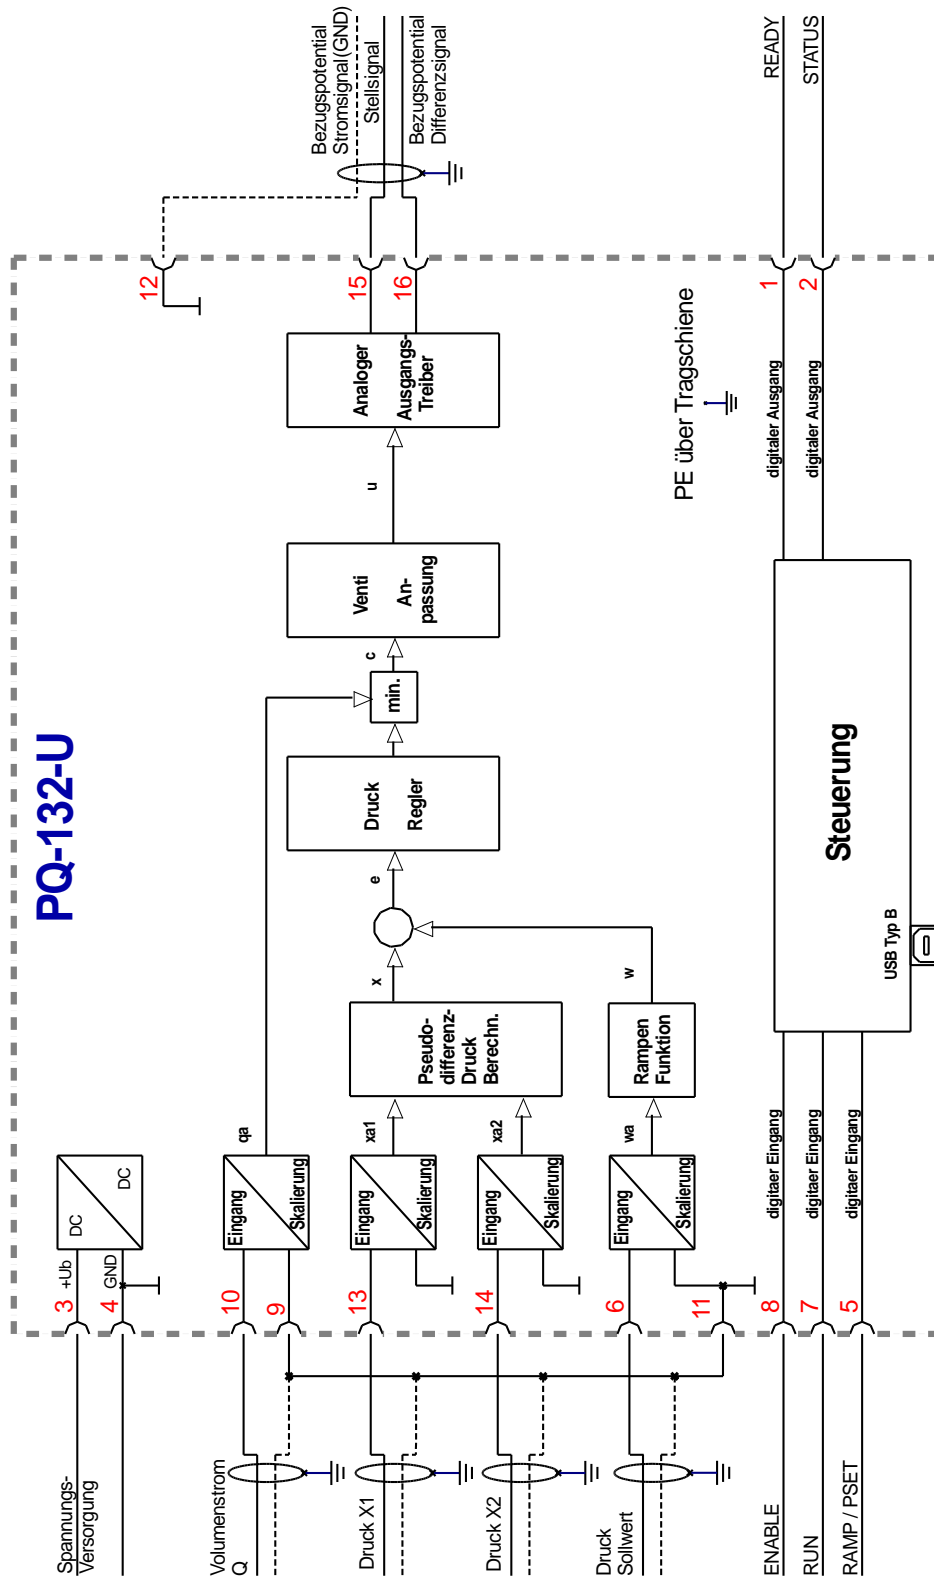 PQ-132-U
Spannungs-
Versorgung
3
+Ub
4
GND
DC
DC
Volumenstrom
Q
10
9
Eingang
Skalierung
qa
Druck X1
13
Eingang
Skalierung
xa1
Druck X2
14
Eingang
Skalierung
xa2
Druck
Sollwert
6
11
Eingang
Skalierung
wa
Pseudo-
differenz-
Druck
Berechn.
x
Rampen
Funktion
w
e
Druck
Regler
min.
c
Venti
An-
passung
u
Analoger
Ausgangs-
Treiber
12
15
16
Bezugspotential
Stromsignal(GND)
Stellsignal
Bezugspotential
Differenzsignal
PE über Tragschiene
ENABLE
8
digitaer Eingang
RUN
7
digitaer Eingang
RAMP / PSET
5
digitaer Eingang
Steuerung
USB Typ B
digitaler Ausgang
1
READY
digitaler Ausgang
2
STATUS